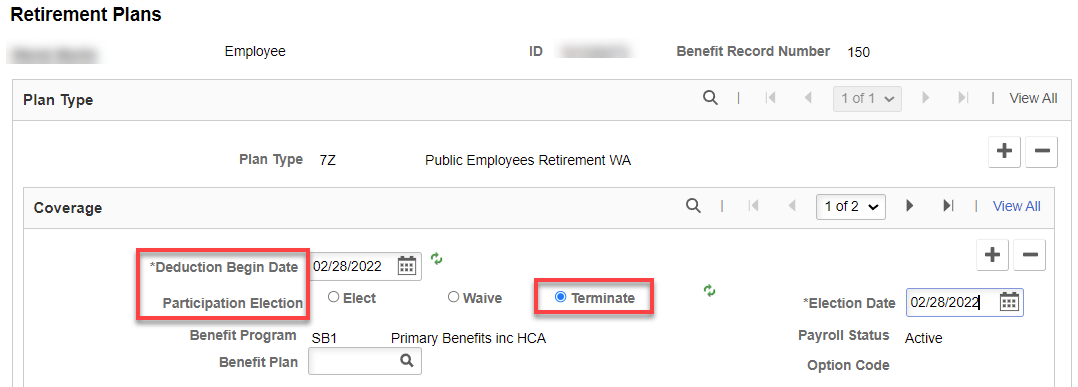 Retirement Plans
Employee ID Benefit Record Number 150
Plan Type 1 of 1 View All
Plan Type 7Z Public Employees Retirement WA
Coverage 1 of 2 View All
*Deduction Begin Date 02/28/2022
Participation Election Elect Waive Terminate *Election Date 02/28/2022
Benefit Program SB1 Primary Benefits inc HCA Payroll Status Active
Benefit Plan Option Code